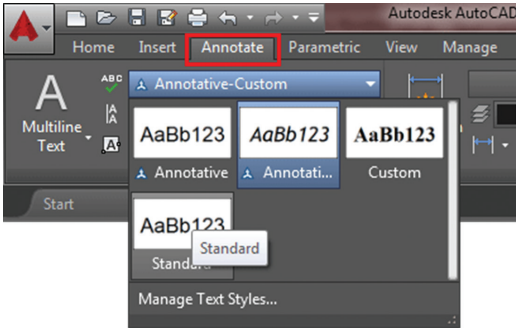 Autodesk AutoCAD
Home Insert Annotate Parametric View Manage
A
Multiline
Text
ABC
A
A
A
Annotative-Custom
AaBb123 AaBb123 AaBb123
Annotative Annotati... Custom
AaBb123
Standard
Standard
Manage Text Styles...
Start